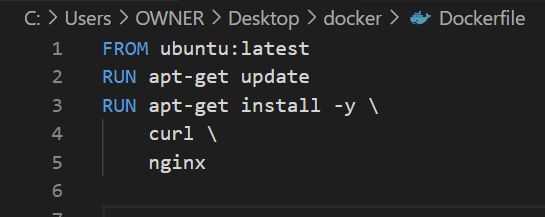 C: > Users > OWNER > Desktop > docker > Dockerfile
1 FROM ubuntu:latest
2 RUN apt-get update
3 RUN apt-get install -y \
4     curl \
5     nginx
6
7